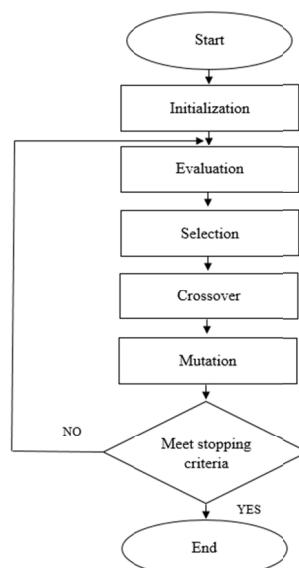 Start
Initialization
Evaluation
Selection
Crossover
Mutation
NO
Meet stopping
criteria
YES
End